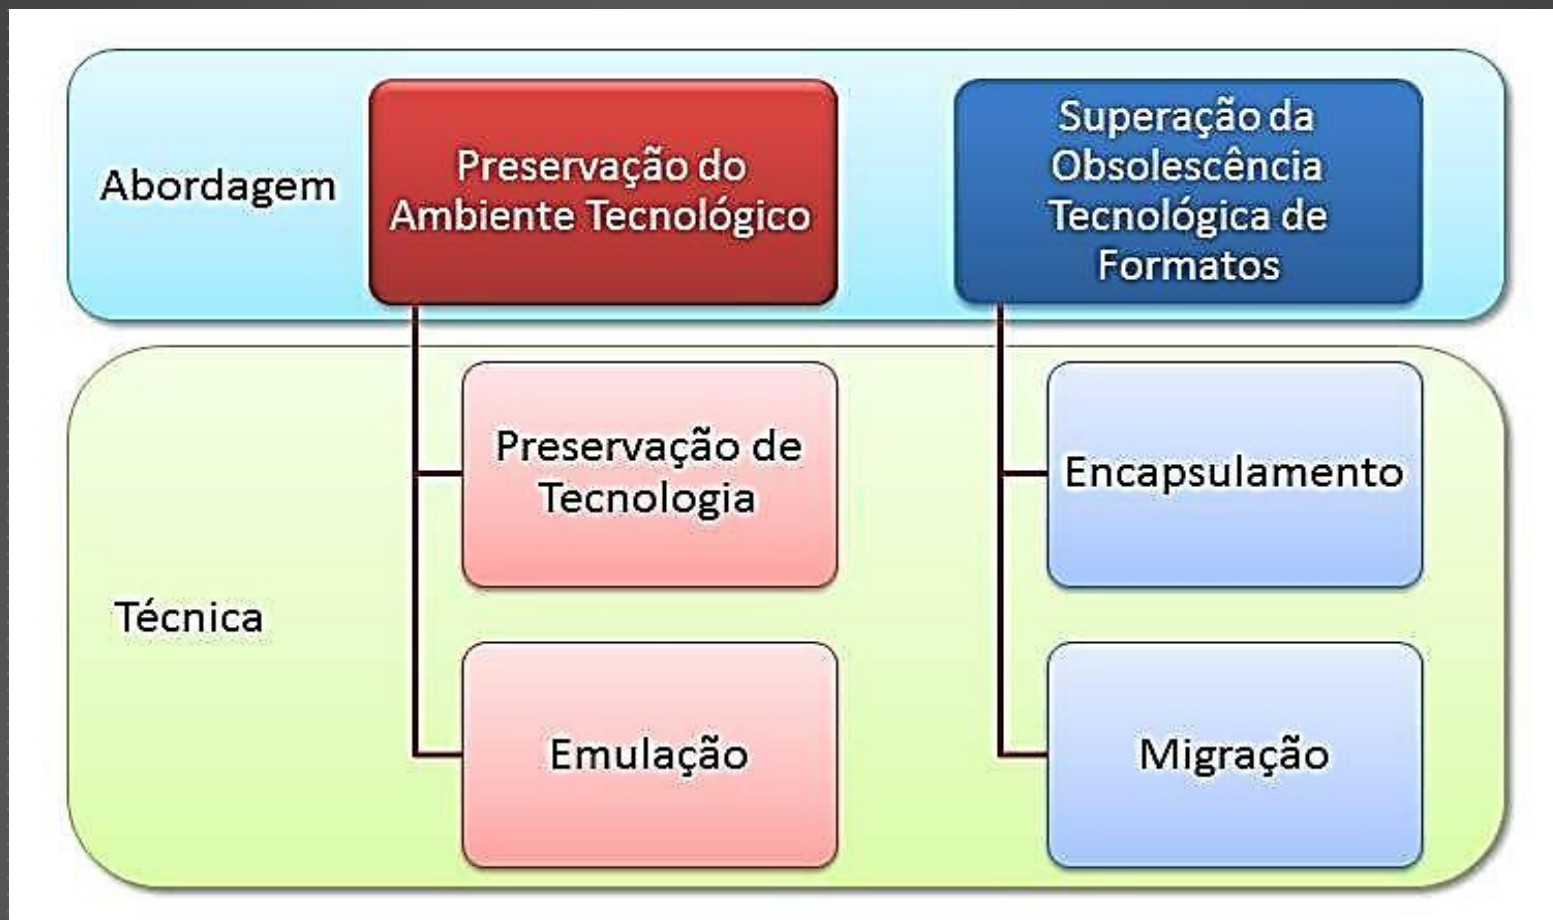 Abordagem
Preservação do
Ambiente Tecnológico
Superação da
Obsolescência
Tecnológica de
Formatos
Técnica
Preservação de
Tecnologia
Encapsulamento
Emulação
Migração